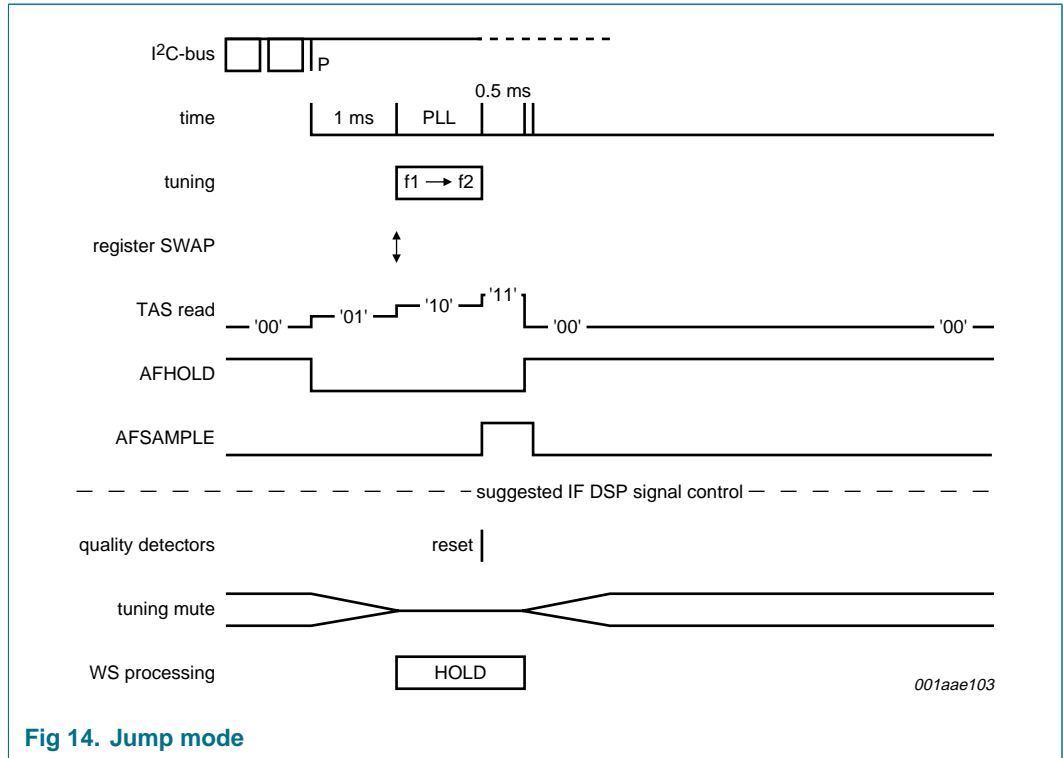 I²C-bus
P
0.5 ms
time
1 ms
PLL
tuning
f1 → f2
register SWAP
TAS read
'00'
'01'
'10'
'11'
'00'
'00'
AFHOLD
AFSAMPLE
suggested IF DSP signal control
quality detectors
reset
tuning mute
WS processing
HOLD
001aae103
Fig 14. Jump mode